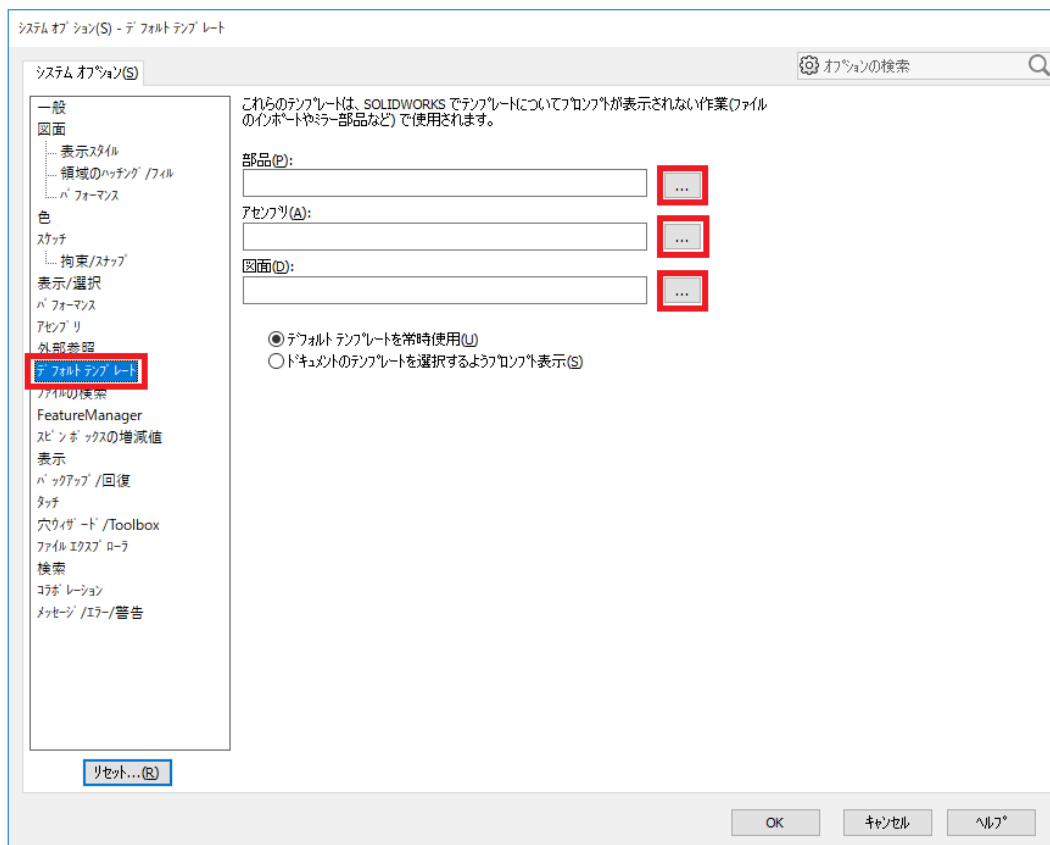 システム オプション(S) - デフォルト テンプレート
システム オプション(S)
オプションの検索
一般
図面
表示スタイル
領域のハッチング/フィル
パフォーマンス
色
スケッチ
拘束/スナップ
表示/選択
パフォーマンス
アセンブリ
外部参照
デフォルト テンプレート
ファイルの検索
FeatureManager
スピン ボックスの増減値
表示
バックアップ/回復
タッチ
穴ウィザード/Toolbox
ファイル エクスプローラ
検索
コラボレーション
メッセージ/エラー/警告
リセット...(R)
これらのテンプレートは、SOLIDWORKS でテンプレートについてプロンプトが表示されない作業(ファイル
のインポートやミラー部品など) で使用されます。
部品(P):
...
アセンブリ(A):
...
図面(D):
...
デフォルト テンプレートを常時使用(U)
ドキュメントのテンプレートを選択するようプロンプト表示(S)
OK
キャンセル
ヘルプ